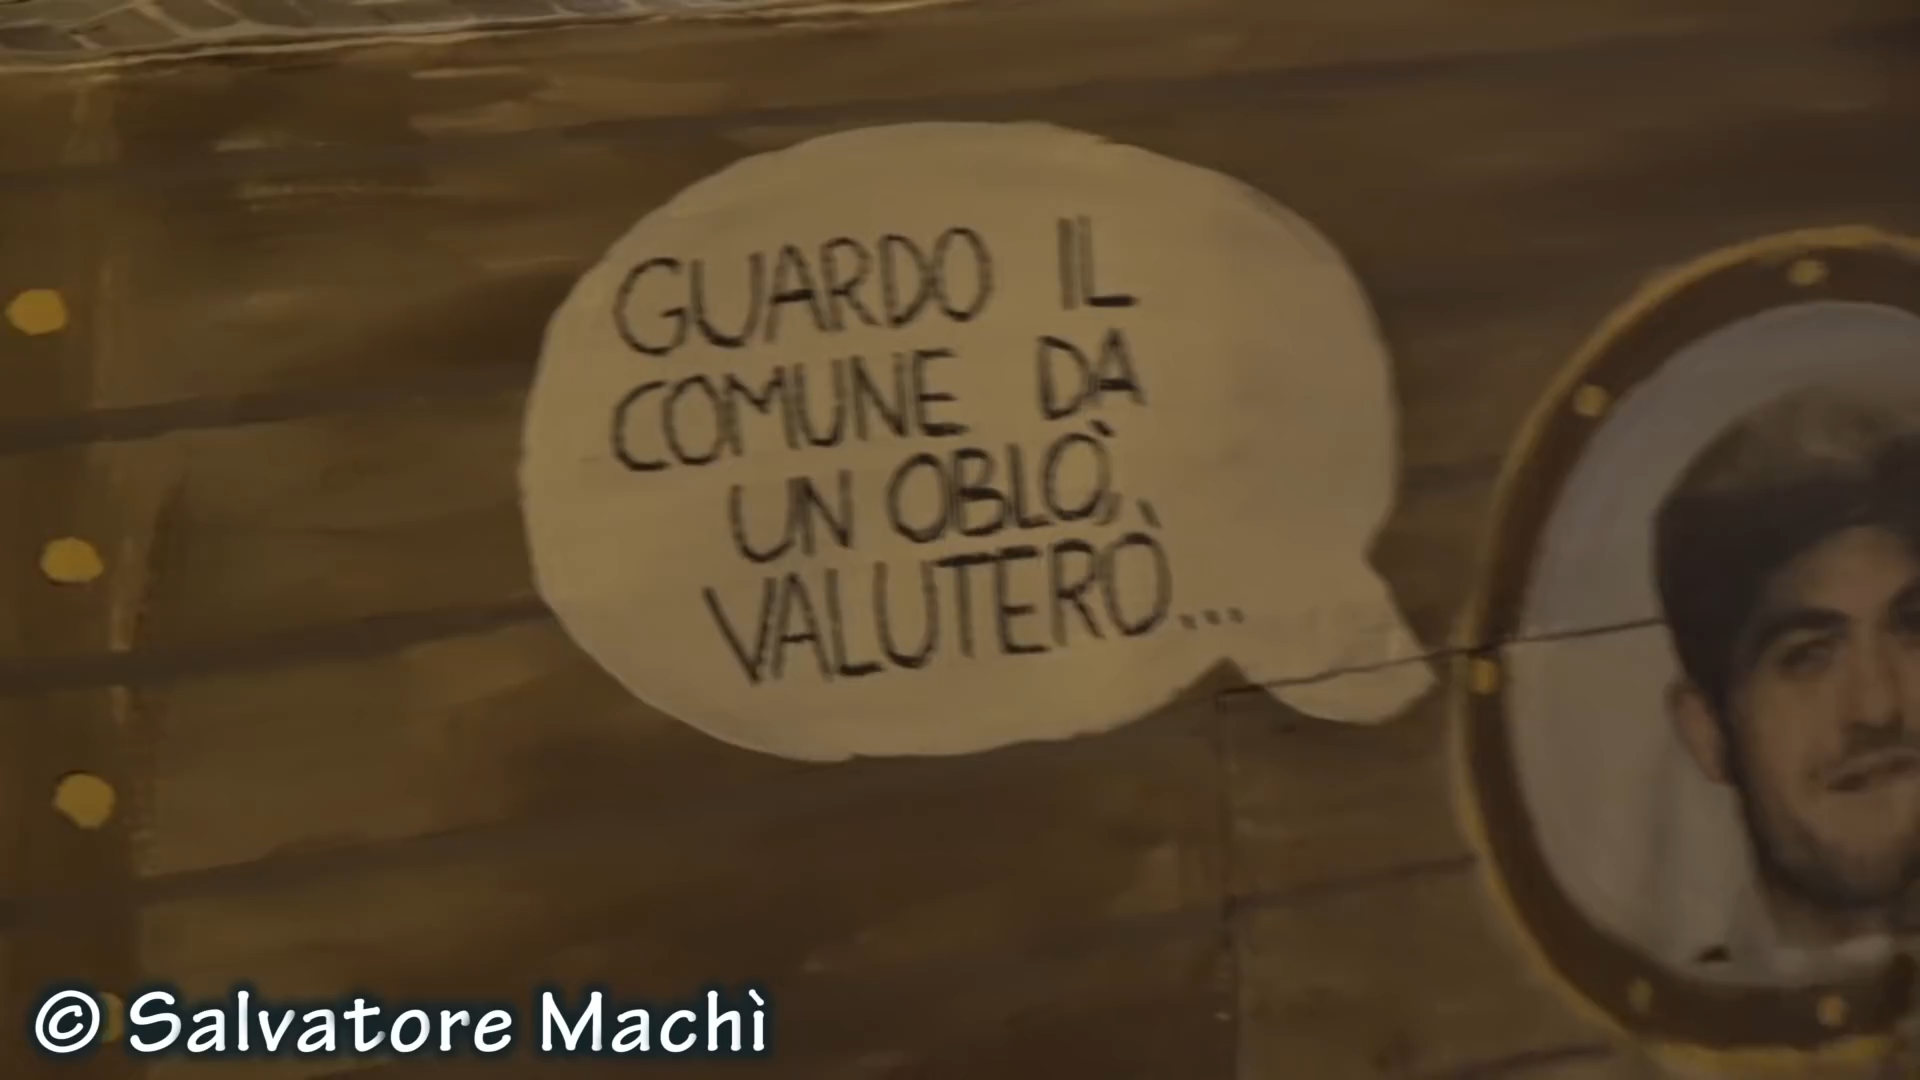 GUARDO IL
COMUNE DA
UN OBLÒ,
VALUTERÒ...
© Salvatore Machì